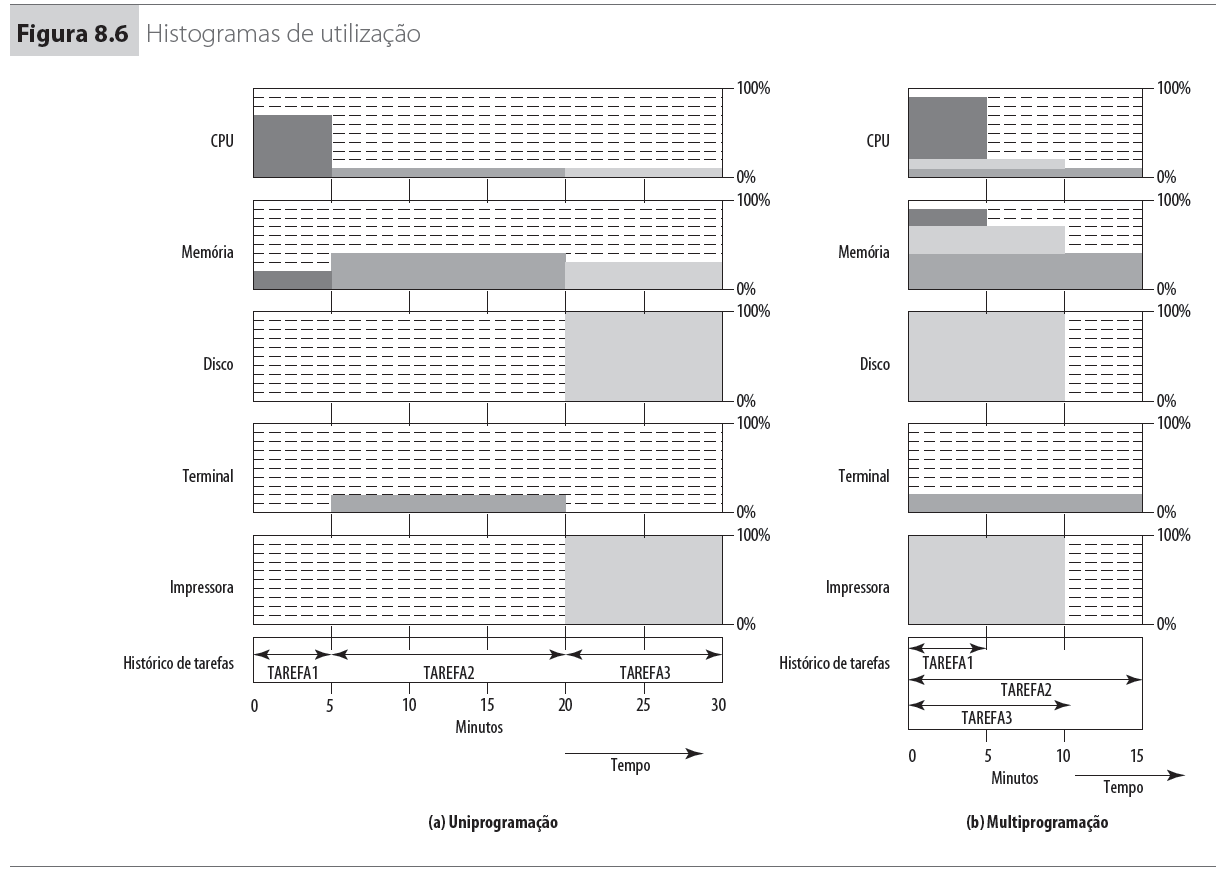 Figura 8.6 Histogramas de utilização
CPU
100%
0%
Memória
100%
0%
Disco
100%
0%
Terminal
100%
0%
Impressora
100%
0%
Histórico de tarefas
TAREFA1 TAREFA2 TAREFA3
0 5 10 15 20 25 30
Minutos
Tempo
(a) Uniprogramação
CPU
100%
0%
Memória
100%
0%
Disco
100%
0%
Terminal
100%
0%
Impressora
100%
0%
Histórico de tarefas
TAREFA1
TAREFA2
TAREFA3
0 5 10 15
Minutos
Tempo
(b) Multiprogramação